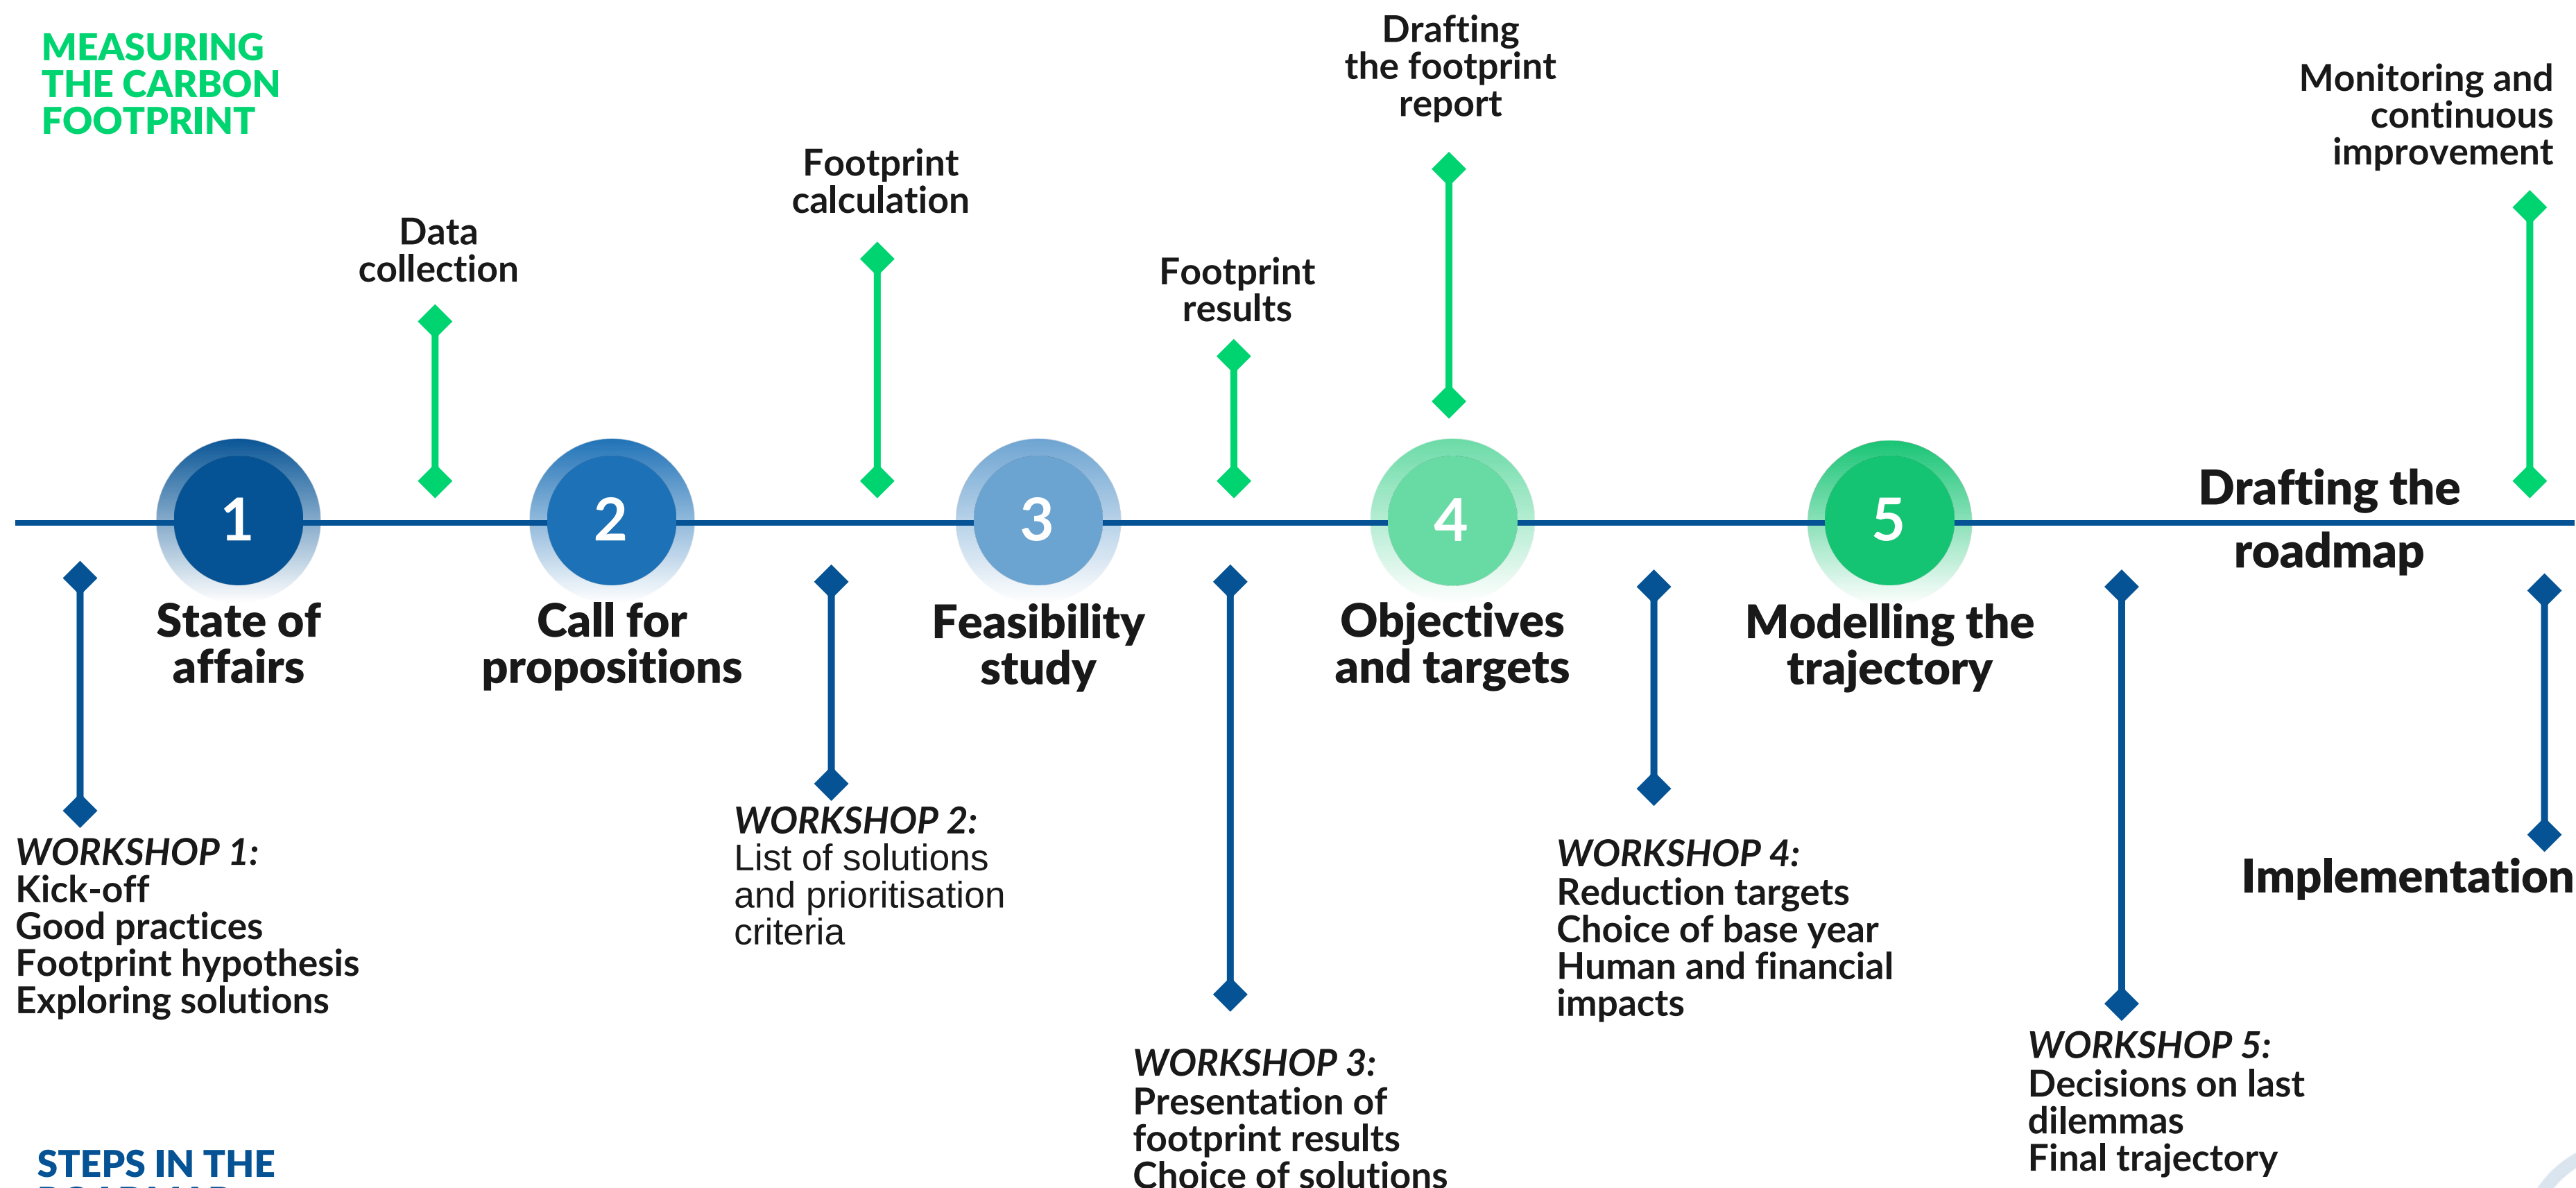 MEASURING
THE CARBON
FOOTPRINT
Data
collection
Footprint
calculation
Footprint
results
Drafting
the footprint
report
Monitoring and
continuous
improvement
1
State of
affairs
2
Call for
propositions
3
Feasibility
study
4
Objectives
and targets
5
Modelling the
trajectory
Drafting the
roadmap
WORKSHOP 1:
Kick-off
Good practices
Footprint hypothesis
Exploring solutions
WORKSHOP 2:
List of solutions
and prioritisation
criteria
WORKSHOP 3:
Presentation of
footprint results
Choice of solutions
WORKSHOP 4:
Reduction targets
Choice of base year
Human and financial
impacts
WORKSHOP 5:
Decisions on last
dilemmas
Final trajectory
Implementation
STEPS IN THE